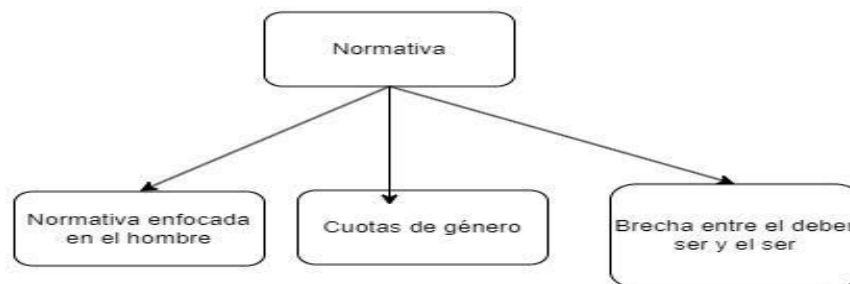 Normativa
Normativa enfocada
en el hombre
Cuotas de género
Brecha entre el deber
ser y el ser